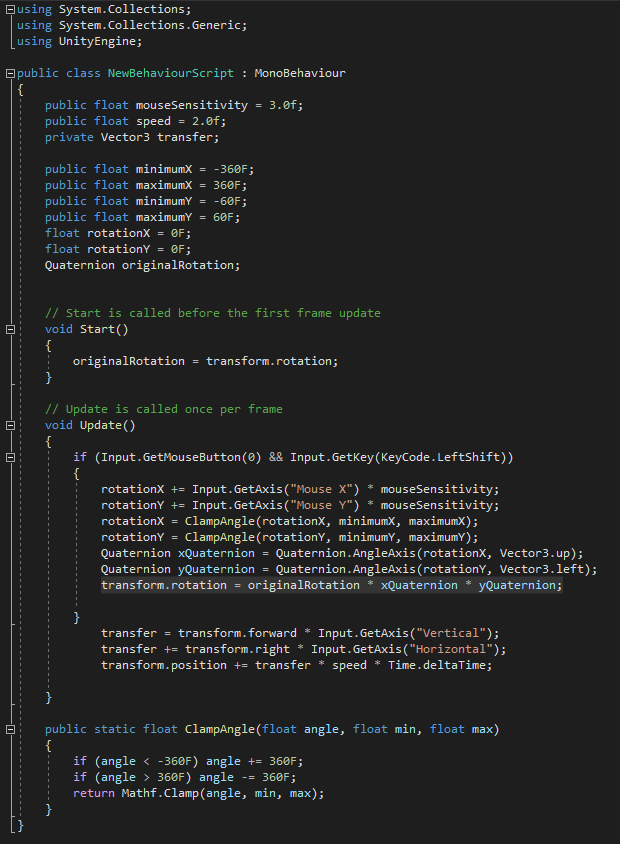 using System.Collections;
using System.Collections.Generic;
using UnityEngine;
public class NewBehaviourScript : MonoBehaviour
{
public float mouseSensitivity = 3.0f;
public float speed = 2.0f;
private Vector3 transfer;
public float minimumX = -360F;
public float maximumX = 360F;
public float minimumY = -60F;
public float maximumY = 60F;
float rotationX = 0F;
float rotationY = 0F;
Quaternion originalRotation;
// Start is called before the first frame update
void Start()
{
originalRotation = transform.rotation;
}
// Update is called once per frame
void Update()
{
if (Input.GetMouseButton(0) && Input.GetKey(KeyCode.LeftShift))
{
rotationX += Input.GetAxis("Mouse X") * mouseSensitivity;
rotationY += Input.GetAxis("Mouse Y") * mouseSensitivity;
rotationX = ClampAngle(rotationX, minimumX, maximumX);
rotationY = ClampAngle(rotationY, minimumY, maximumY);
Quaternion xQuaternion = Quaternion.AngleAxis(rotationX, Vector3.up);
Quaternion yQuaternion = Quaternion.AngleAxis(rotationY, Vector3.left);
transform.rotation = originalRotation * xQuaternion * yQuaternion;
}
transfer = transform.forward * Input.GetAxis("Vertical");
transfer += transform.right * Input.GetAxis("Horizontal");
transform.position += transfer * speed * Time.deltaTime;
}
public static float ClampAngle(float angle, float min, float max)
{
if (angle < -360F) angle += 360F;
if (angle > 360F) angle -= 360F;
return Mathf.Clamp(angle, min, max);
}
}